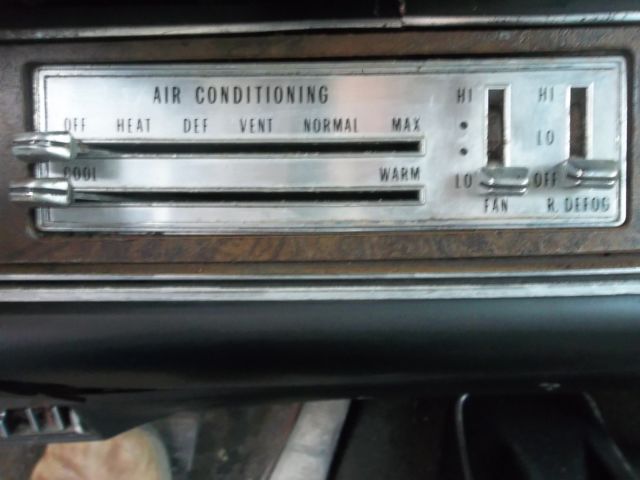 AIR CONDITIONING
OFF HEAT DEF VENT NORMAL MAX
COOL WARM
HI
LO
FAN
HI
LO
OFF
R. DEFOG